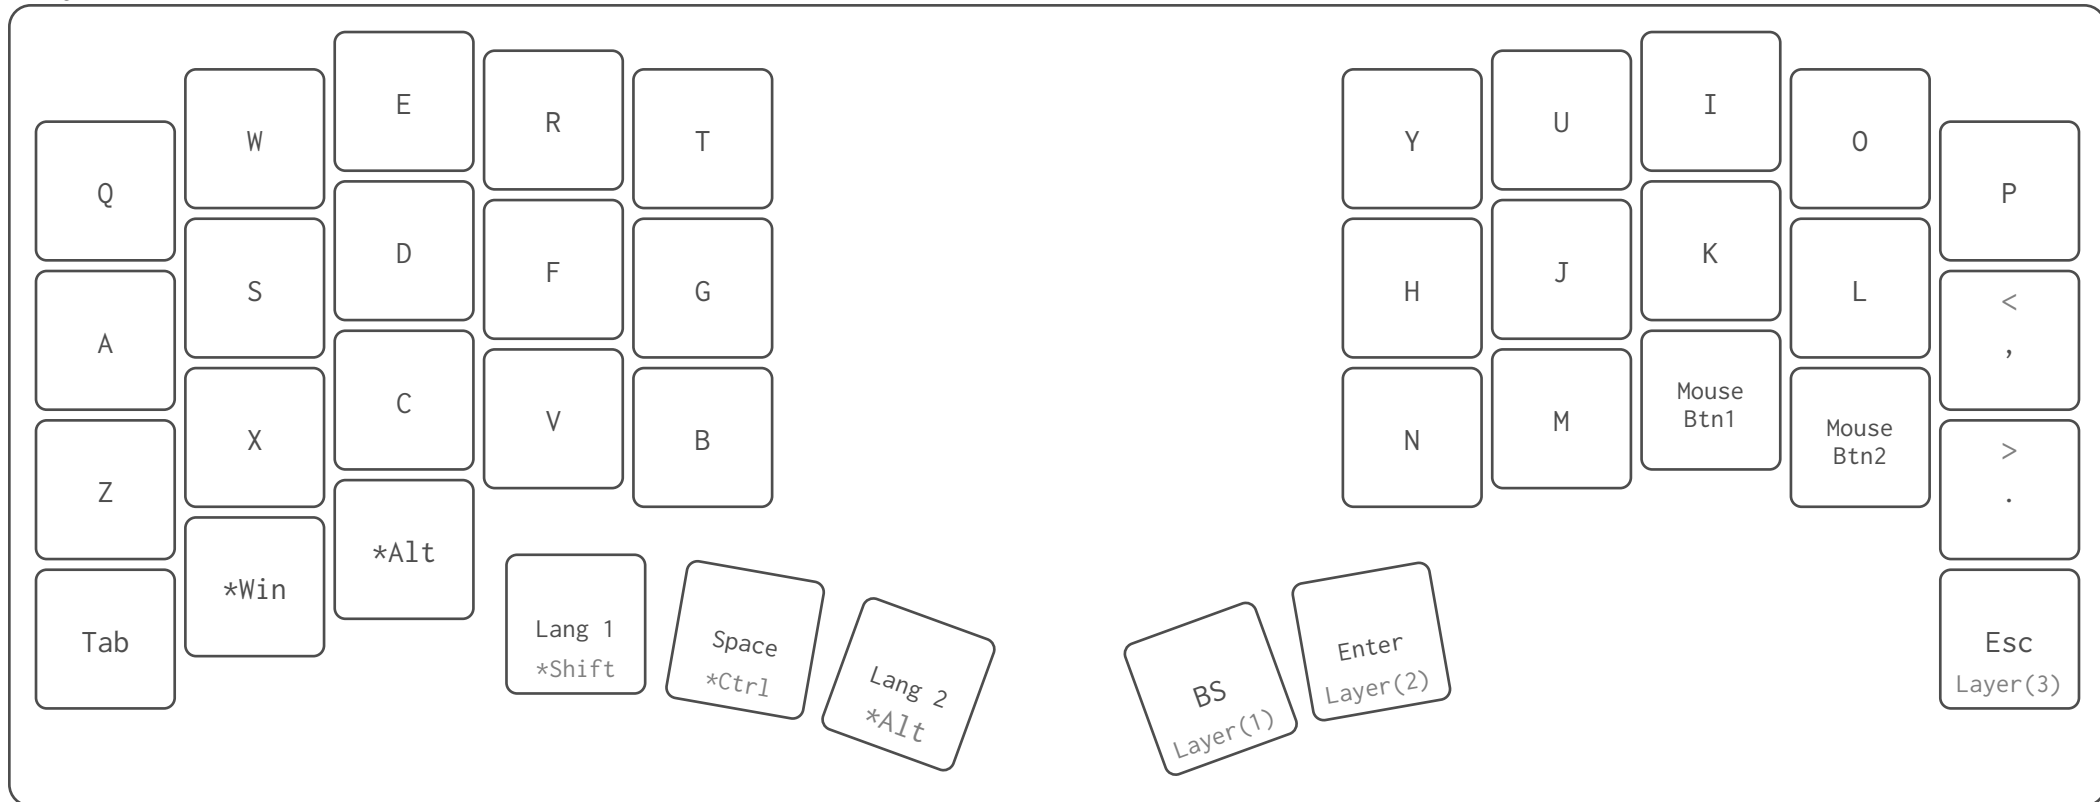 Q
W
E
R
T
Y
U
I
O
P
A
S
D
F
G
H
J
K
L
<
,
Z
X
C
V
B
N
M
Mouse
Btn1
Mouse
Btn2
>
.
Tab
*Win
*Alt
Lang 1
*Shift
Space
*Ctrl
Lang 2
*Alt
BS
Layer(1)
Enter
Layer(2)
Esc
Layer(3)